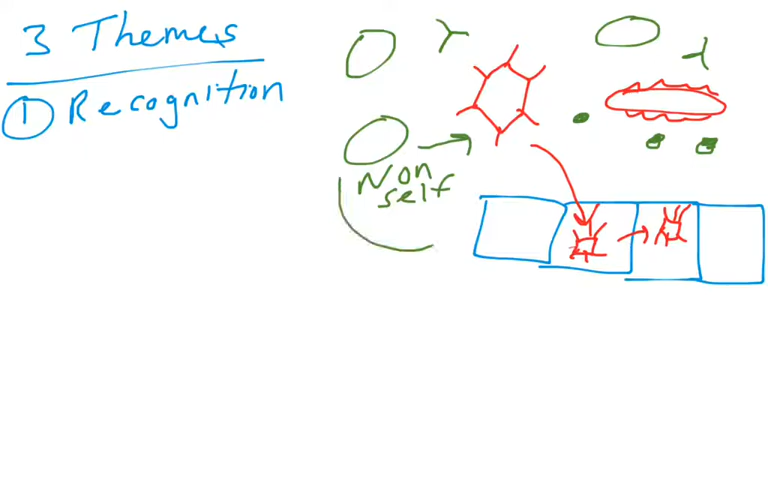 3 Themes
① Recognition
Non
self